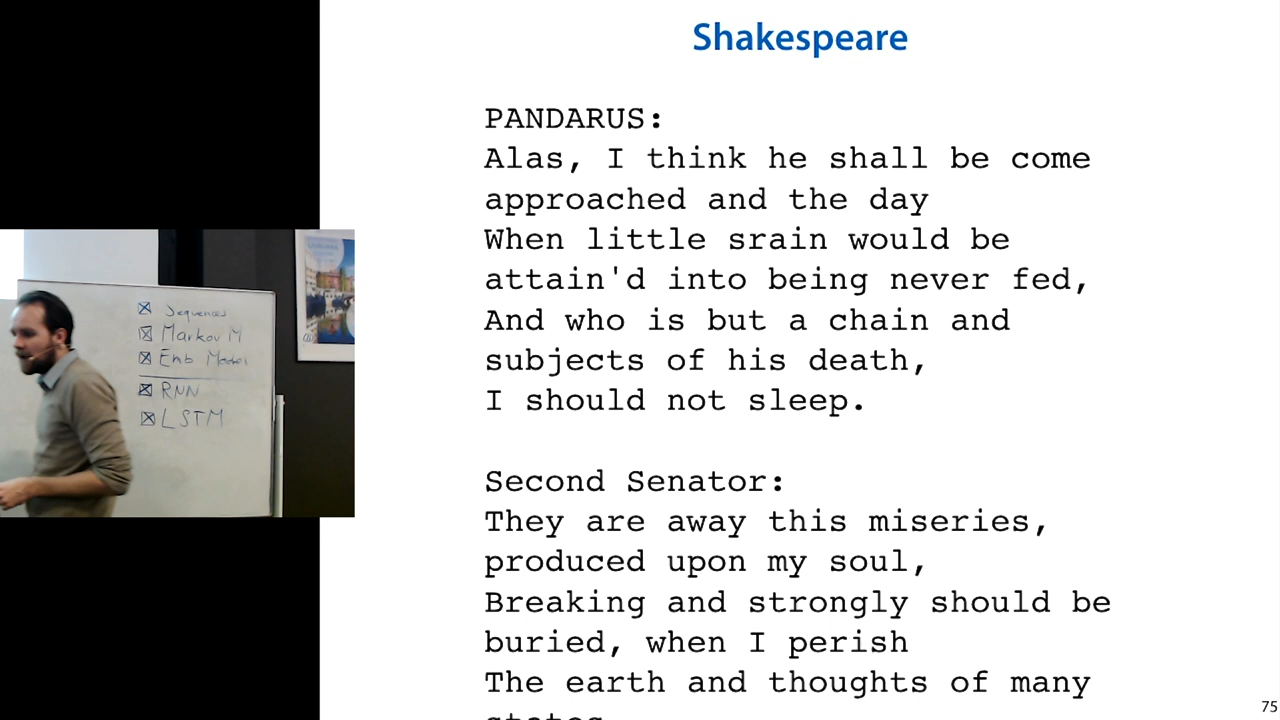 Shakespeare
PANDARUS:
Alas, I think he shall be come
approached and the day
When little srain would be
attain'd into being never fed,
And who is but a chain and
subjects of his death,
I should not sleep.
Second Senator:
They are away this miseries,
produced upon my soul,
Breaking and strongly should be
buried, when I perish
The earth and thoughts of many
states
75
Sequences
Markov M
Emb Model
RNN
LSTM